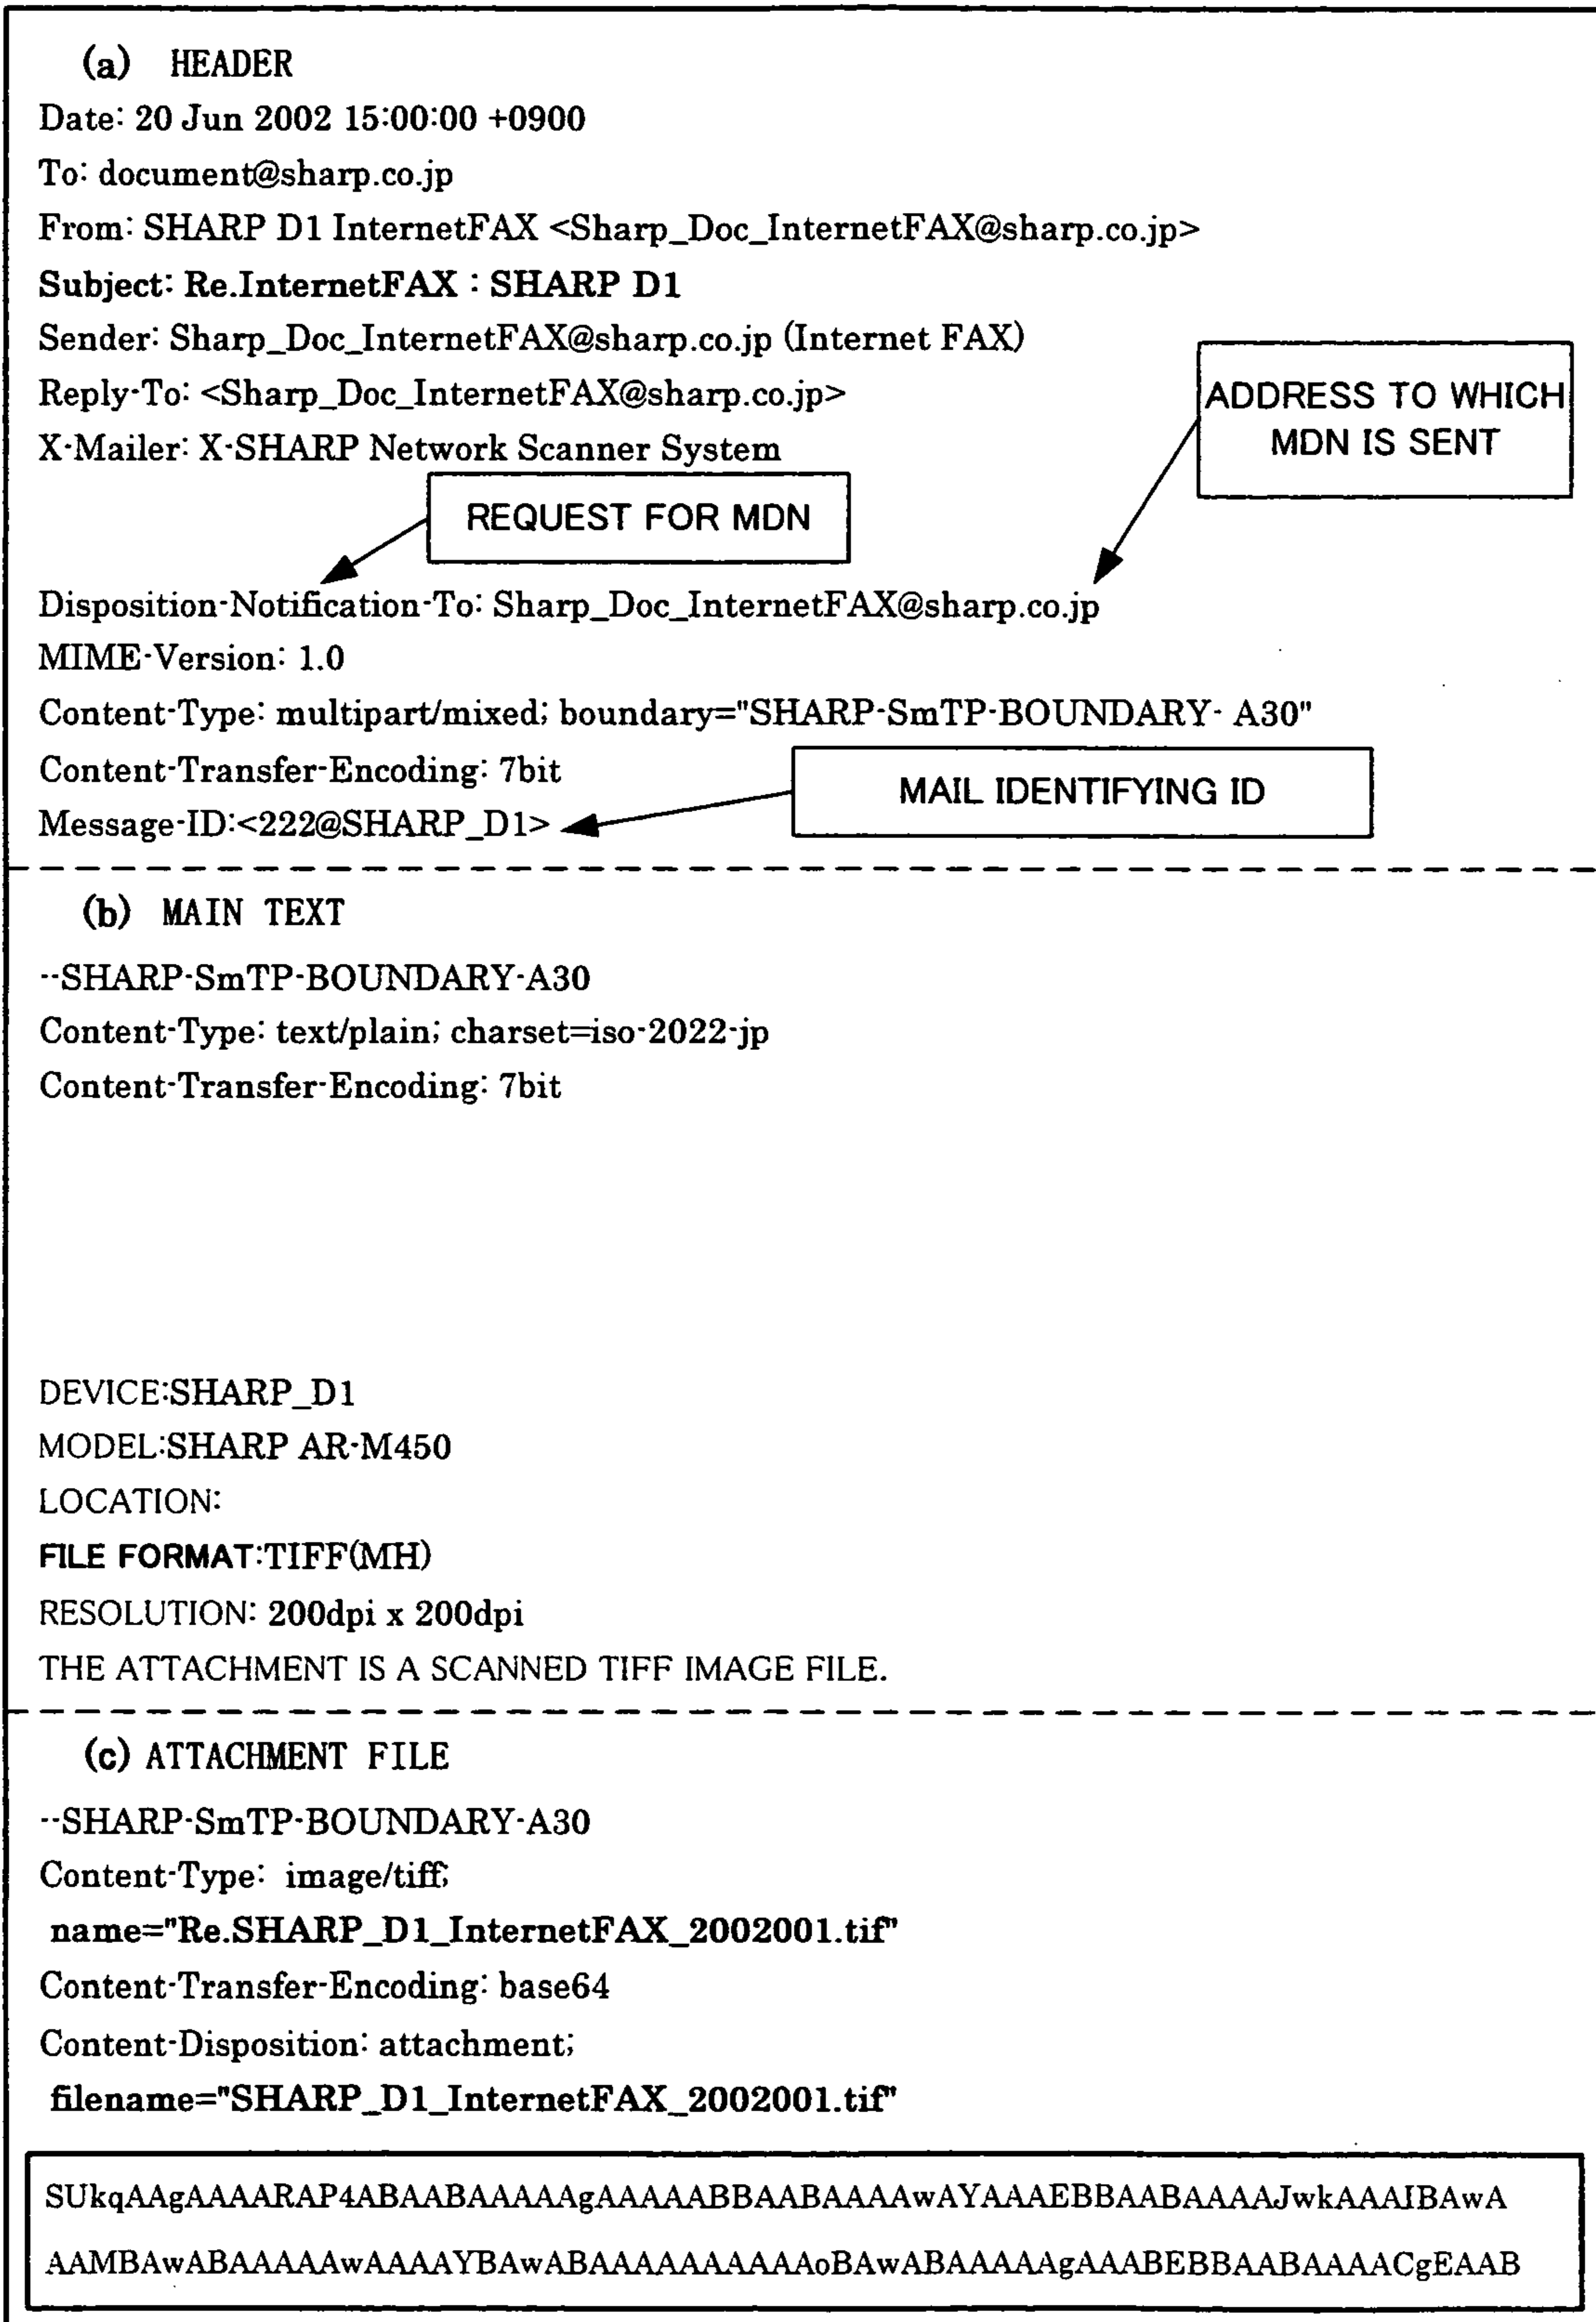 (a) HEADER
Date: 20 Jun 2002 15:00:00 +0900
To: document@sharp.co.jp
From: SHARP D1 InternetFAX <Sharp_Doc_InternetFAX@sharp.co.jp>
Subject: Re.InternetFAX : SHARP D1
Sender: Sharp_Doc_InternetFAX@sharp.co.jp (Internet FAX)
Reply-To: <Sharp_Doc_InternetFAX@sharp.co.jp>
ADDRESS TO WHICH
MDN IS SENT
X-Mailer: X-SHARP Network Scanner System
REQUEST FOR MDN
Disposition-Notification-To: Sharp_Doc_InternetFAX@sharp.co.jp
MIME-Version: 1.0
Content-Type: multipart/mixed; boundary="SHARP-SmTP-BOUNDARY- A30"
Content-Transfer-Encoding: 7bit
MAIL IDENTIFYING ID
Message-ID:<222@SHARP_D1>
(b) MAIN TEXT
--SHARP-SmTP-BOUNDARY-A30
Content-Type: text/plain; charset=iso-2022-jp
Content-Transfer-Encoding: 7bit
DEVICE:SHARP_D1
MODEL:SHARP AR-M450
LOCATION:
FILE FORMAT:TIFF(MH)
RESOLUTION: 200dpi x 200dpi
THE ATTACHMENT IS A SCANNED TIFF IMAGE FILE.
(c) ATTACHMENT FILE
--SHARP-SmTP-BOUNDARY-A30
Content-Type: image/tiff;
name="Re.SHARP_D1_InternetFAX_2002001.tif"
Content-Transfer-Encoding: base64
Content-Disposition: attachment;
filename="SHARP_D1_InternetFAX_2002001.tif"
SUkqAAgAAAARAP4ABAABAAAAAgAAAAABBAABAAAAwAYAAAEBBAABAAAAJwkAAAIBAwA
AAMBAwABAAAAAwAAAAYBAwABAAAAAAAAAAoBAwABAAAAAgAAABEBBAABAAAACgEAAB